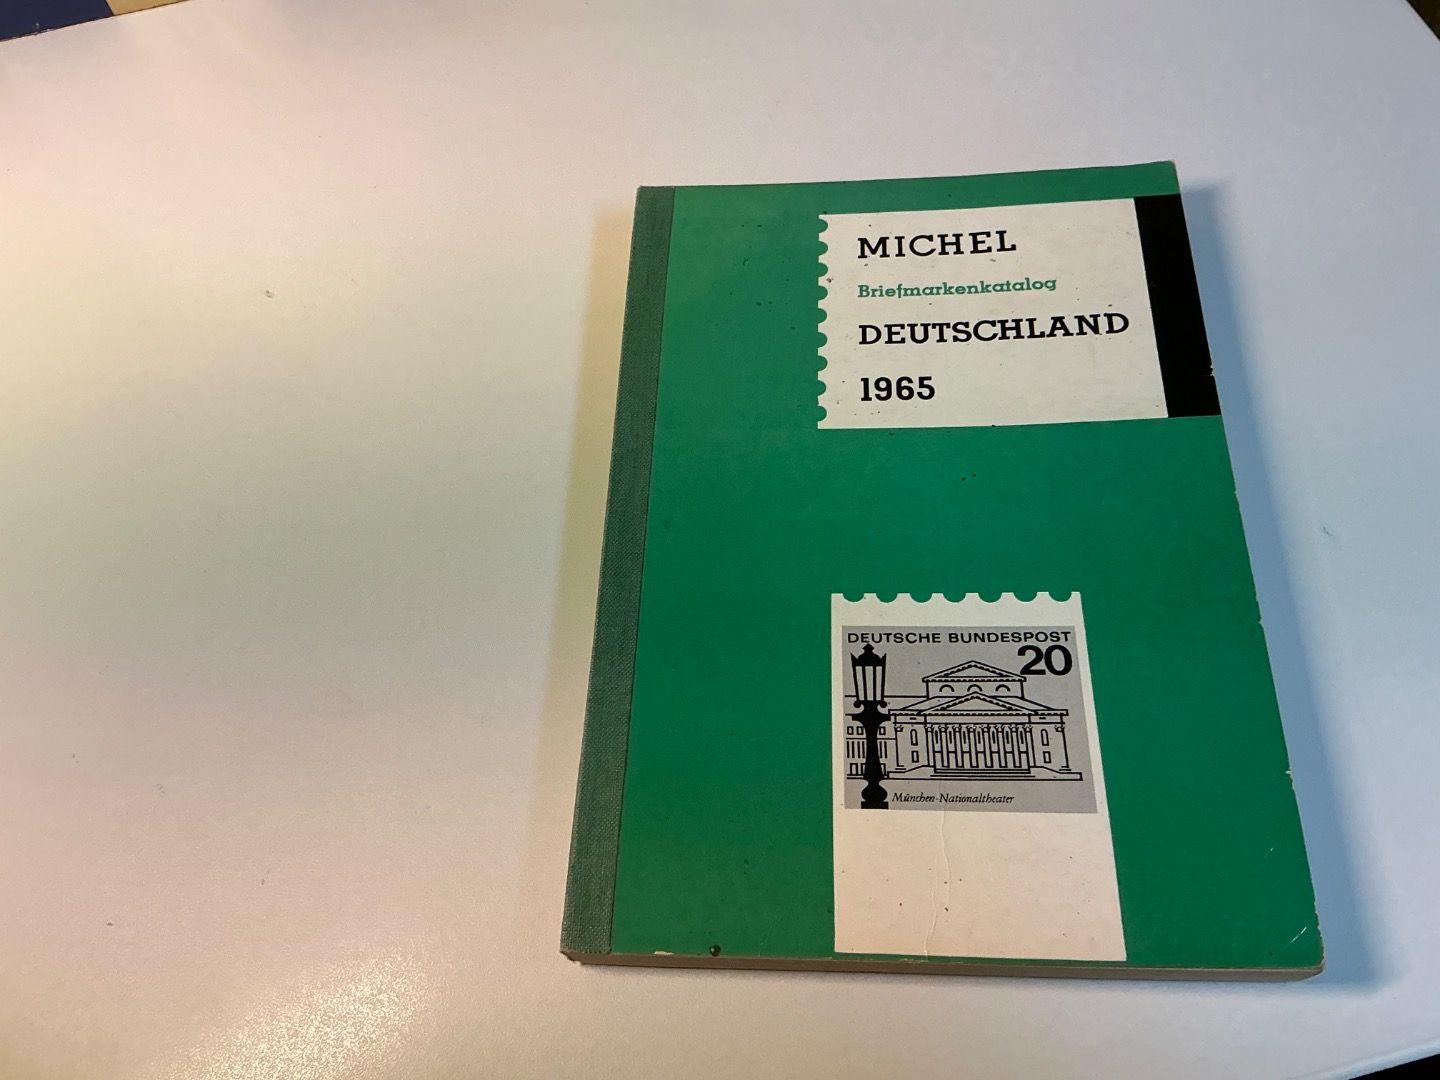 MICHEL
Briefmarkenkatalog
DEUTSCHLAND
1965
DEUTSCHE BUNDESPOST
20
München-Nationaltheater